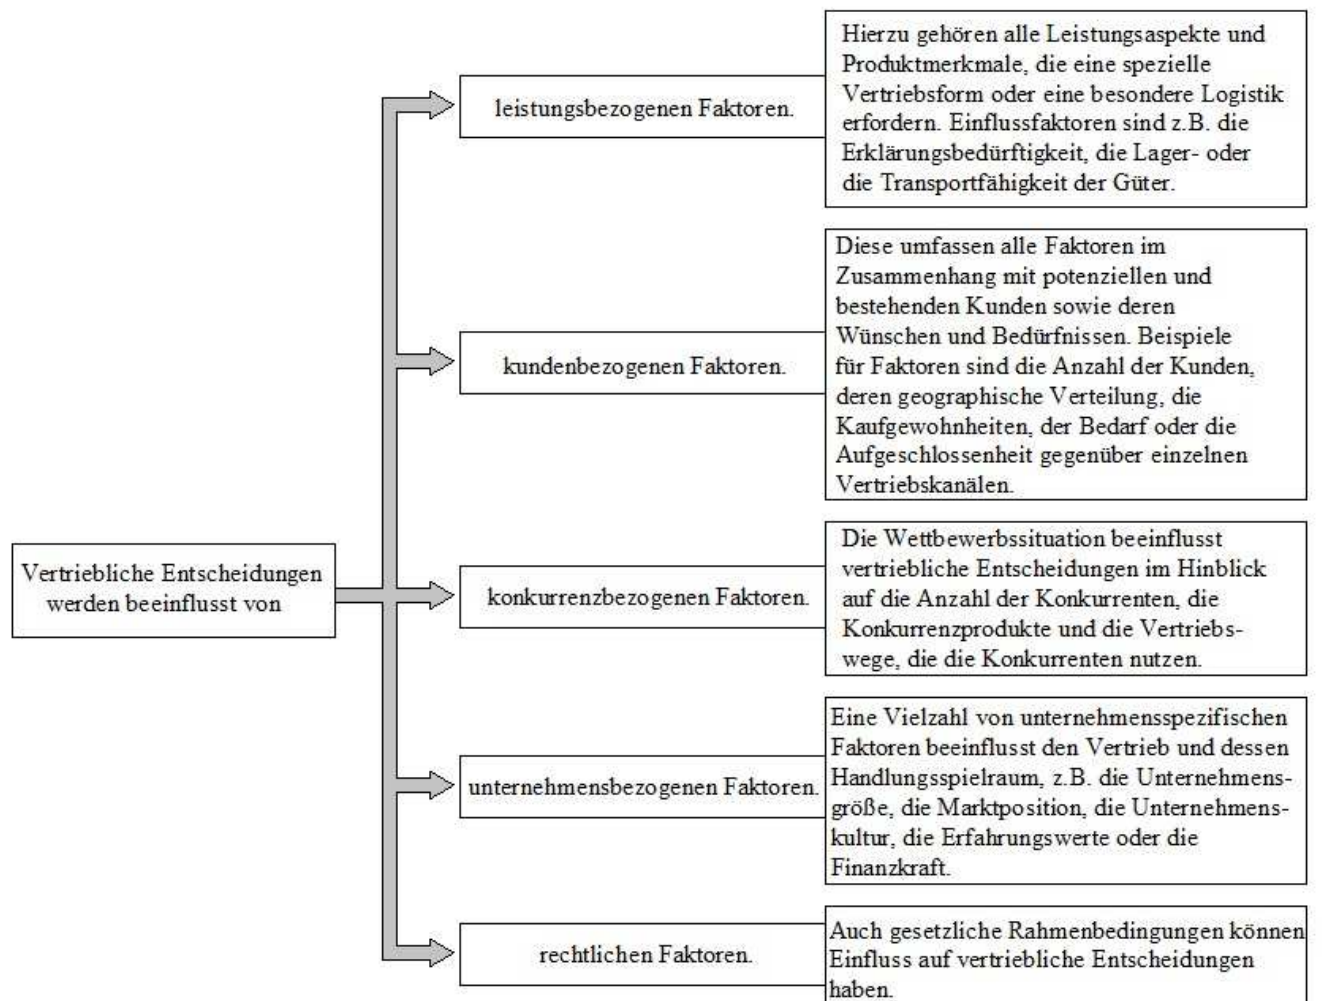 Vertriebliche Entscheidungen
werden beeinflusst von
leistungsbezogenen Faktoren.
Hierzu gehören alle Leistungsaspekte und
Produktmerkmale, die eine spezielle
Vertriebsform oder eine besondere Logistik
erfordern. Einflussfaktoren sind z.B. die
Erklärungsbedürftigkeit, die Lager- oder
die Transportfähigkeit der Güter.
kundenbezogenen Faktoren.
Diese umfassen alle Faktoren im
Zusammenhang mit potenziellen und
bestehenden Kunden sowie deren
Wünschen und Bedürfnissen. Beispiele
für Faktoren sind die Anzahl der Kunden,
deren geographische Verteilung, die
Kaufgewohnheiten, der Bedarf oder die
Aufgeschlossenheit gegenüber einzelnen
Vertriebskanälen.
konkurrenzbezogenen Faktoren.
Die Wettbewerbssituation beeinflusst
vertriebliche Entscheidungen im Hinblick
auf die Anzahl der Konkurrenten, die
Konkurrenzprodukte und die Vertriebs-
wege, die die Konkurrenten nutzen.
unternehmensbezogenen Faktoren.
Eine Vielzahl von unternehmensspezifischen
Faktoren beeinflusst den Vertrieb und dessen
Handlungsspielraum, z.B. die Unternehmens-
größe, die Marktposition, die Unternehmens-
kultur, die Erfahrungswerte oder die
Finanzkraft.
rechtlichen Faktoren.
Auch gesetzliche Rahmenbedingungen können
Einfluss auf vertriebliche Entscheidungen
haben.